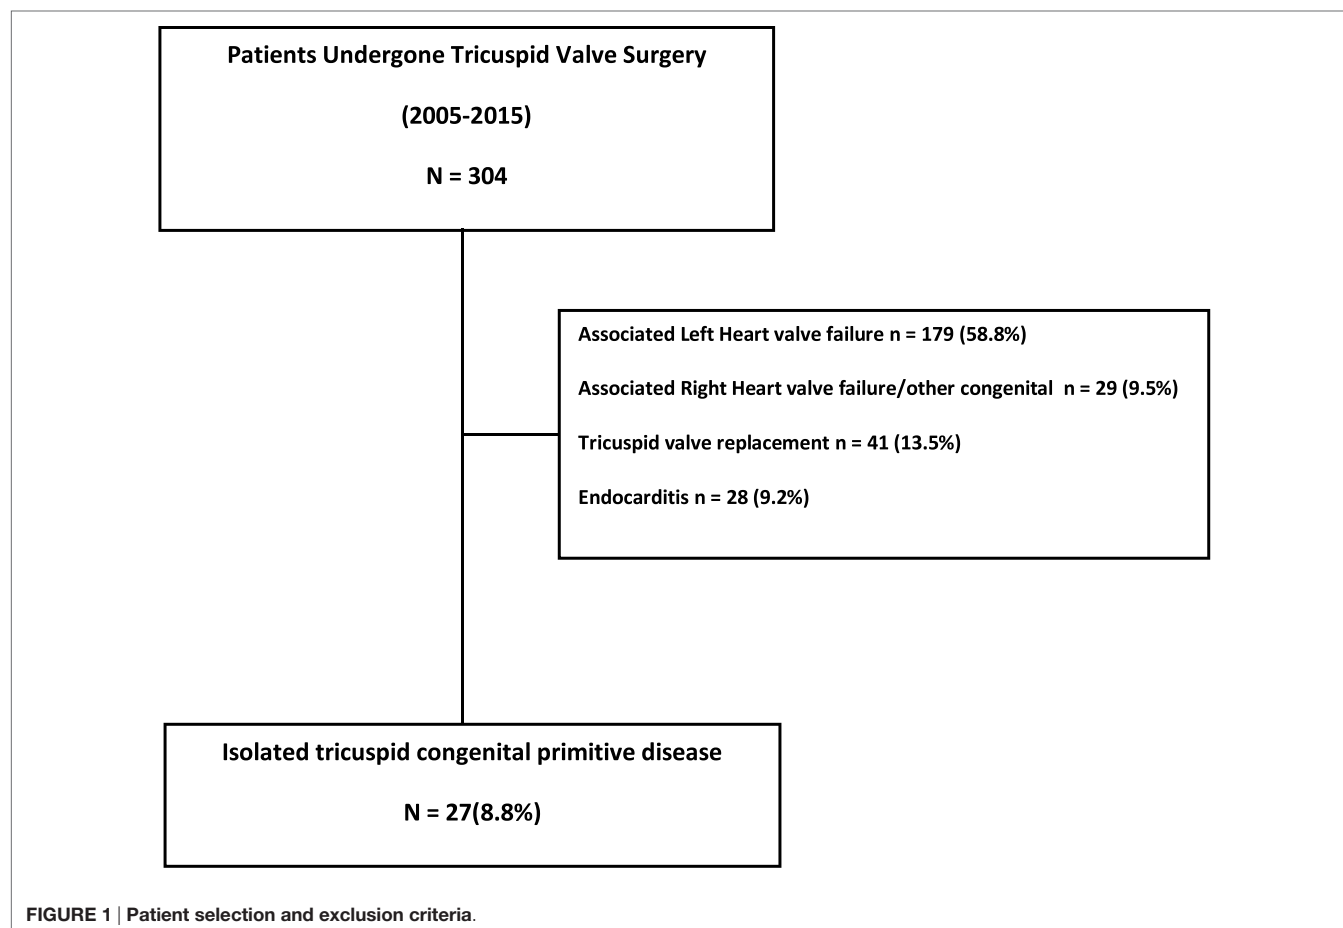 Patients Undergone Tricuspid Valve Surgery
(2005-2015)
N = 304
Associated Left Heart valve failure n = 179 (58.8%)
Associated Right Heart valve failure/other congenital  n = 29 (9.5%)
Tricuspid valve replacement n = 41 (13.5%)
Endocarditis n = 28 (9.2%)
Isolated tricuspid congenital primitive disease
N = 27(8.8%)
FIGURE 1 | Patient selection and exclusion criteria.